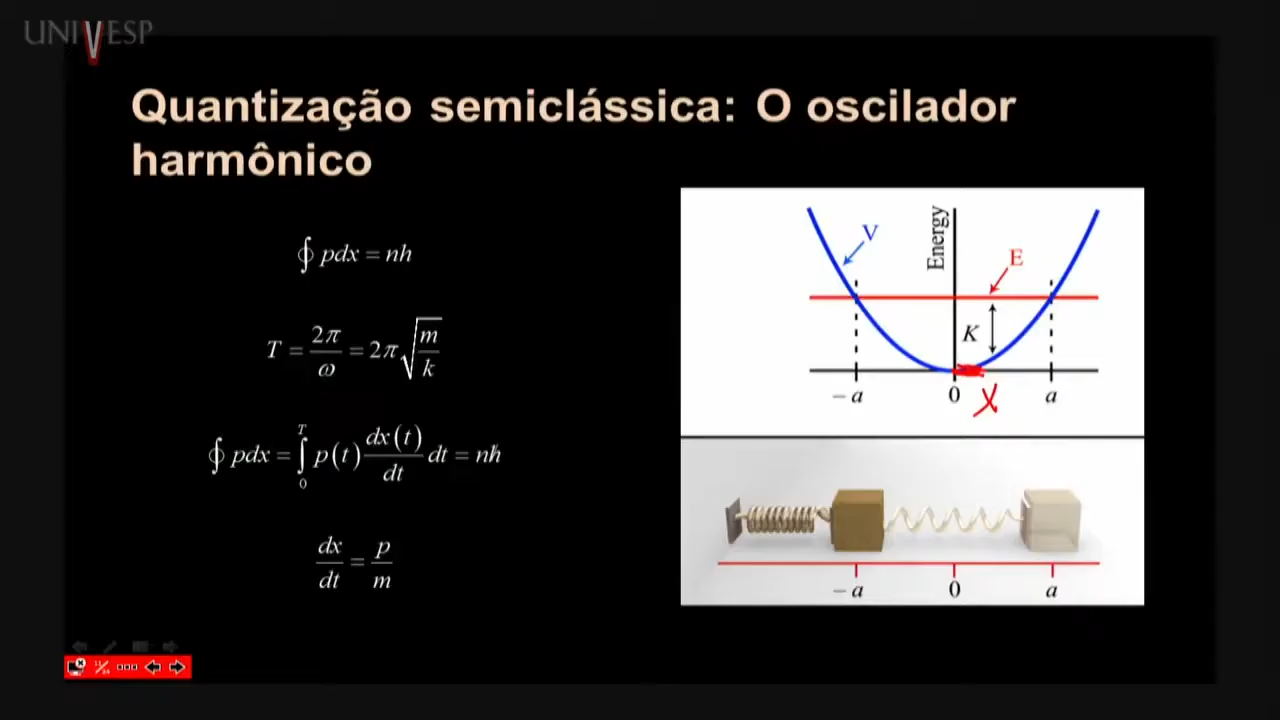 UNIVESP
Quantização semiclássica: O oscilador
harmônico
∮ pdx = nh
T = 2π/ω = 2π√(m/k)
∮ pdx = ∫₀ᵀ p(t) dx(t)/dt dt = nħ
dx/dt = p/m
Energy
V
E
K
– a
0
X
a
– a
0
a